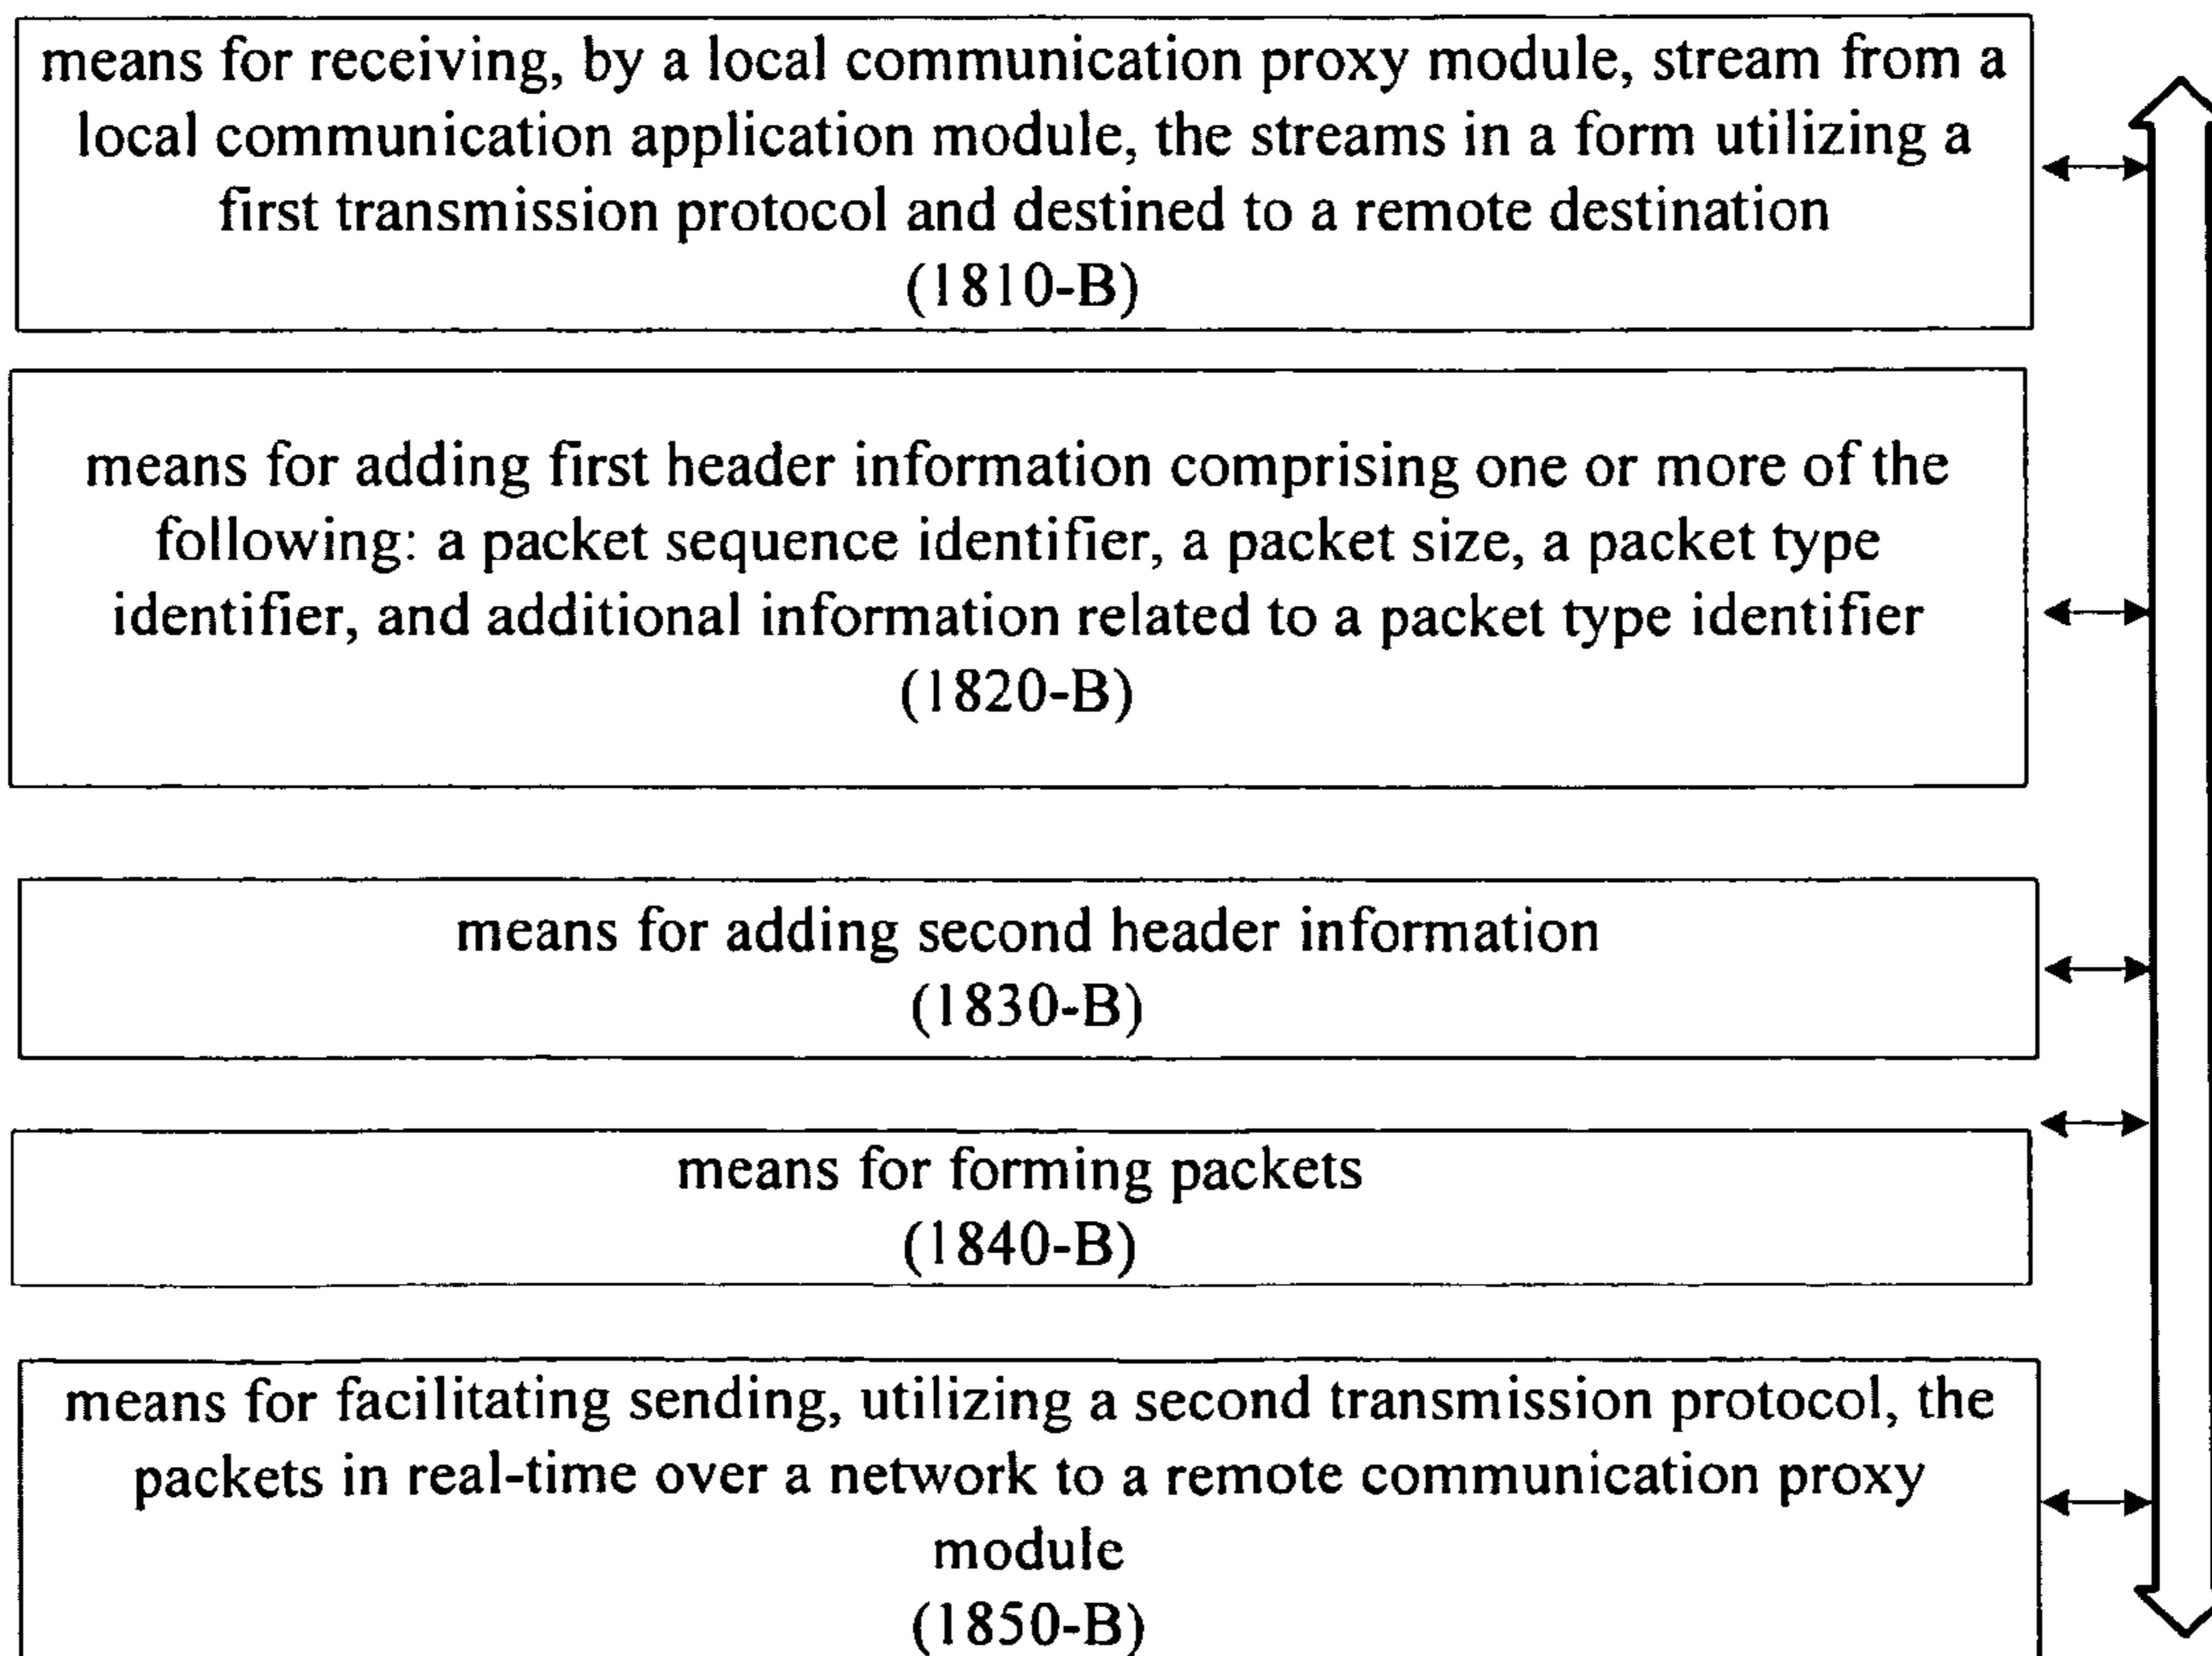 means for receiving, by a local communication proxy module, stream from a
local communication application module, the streams in a form utilizing a
first transmission protocol and destined to a remote destination
(1810-B)
means for adding first header information comprising one or more of the
following: a packet sequence identifier, a packet size, a packet type
identifier, and additional information related to a packet type identifier
(1820-B)
means for adding second header information
(1830-B)
means for forming packets
(1840-B)
means for facilitating sending, utilizing a second transmission protocol, the
packets in real-time over a network to a remote communication proxy
module
(1850-B)